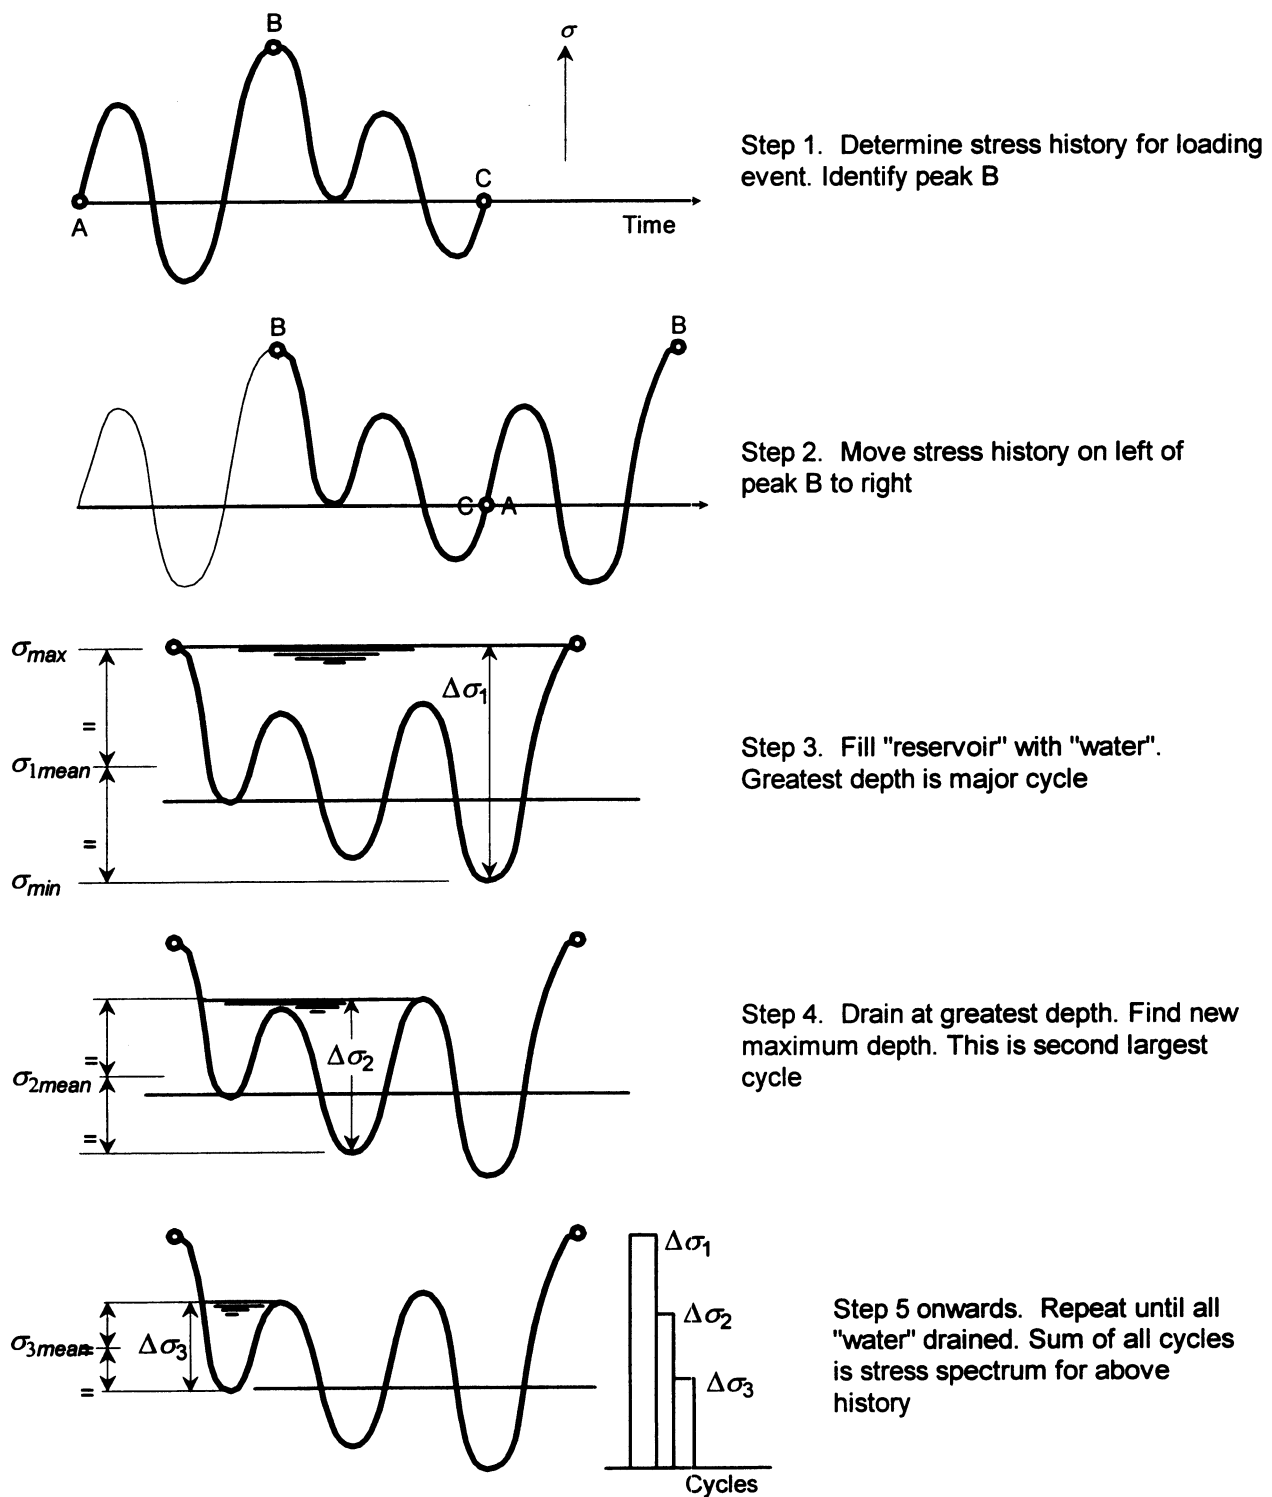 B
σ
Step 1. Determine stress history for loading
event. Identify peak B
C
A
Time
B
B
Step 2. Move stress history on left of
peak B to right
C A
σmax
Δσ1
=
Step 3. Fill "reservoir" with "water".
Greatest depth is major cycle
σ1mean
=
σmin
Step 4. Drain at greatest depth. Find new
maximum depth. This is second largest
cycle
=
Δσ2
σ2mean
=
Δσ1
Δσ2
Step 5 onwards. Repeat until all
"water" drained. Sum of all cycles
is stress spectrum for above
history
σ3mean
=
Δσ3
Δσ3
=
Cycles